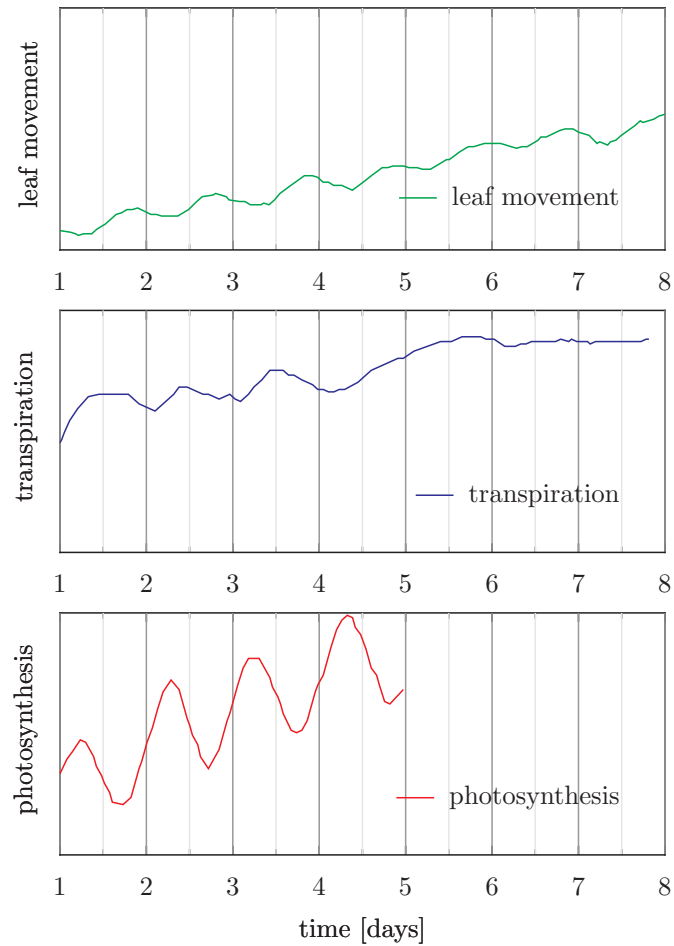 leaf movement
leaf movement
1 2 3 4 5 6 7 8
transpiration
transpiration
1 2 3 4 5 6 7 8
photosynthesis
photosynthesis
1 2 3 4 5 6 7 8
time [days]